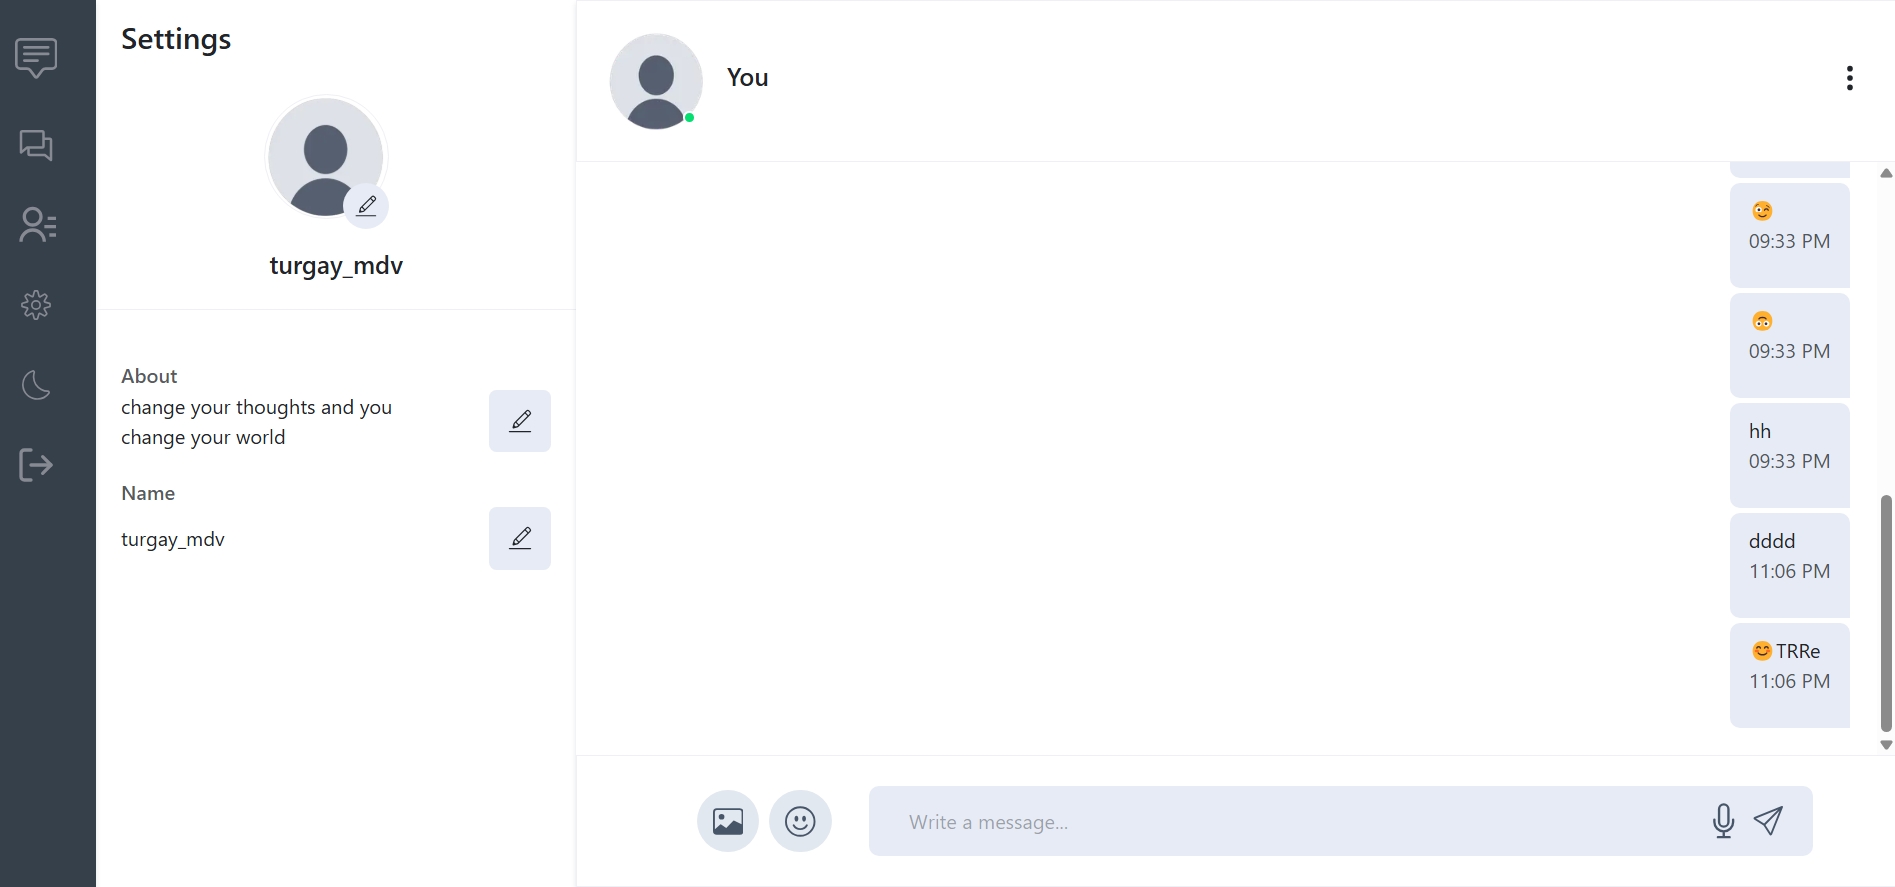 Settings
turgay_mdv
About
change your thoughts and you
change your world
Name
turgay_mdv
You
😉
09:33 PM
🙃
09:33 PM
hh
09:33 PM
dddd
11:06 PM
😊TRRe
11:06 PM
Write a message...